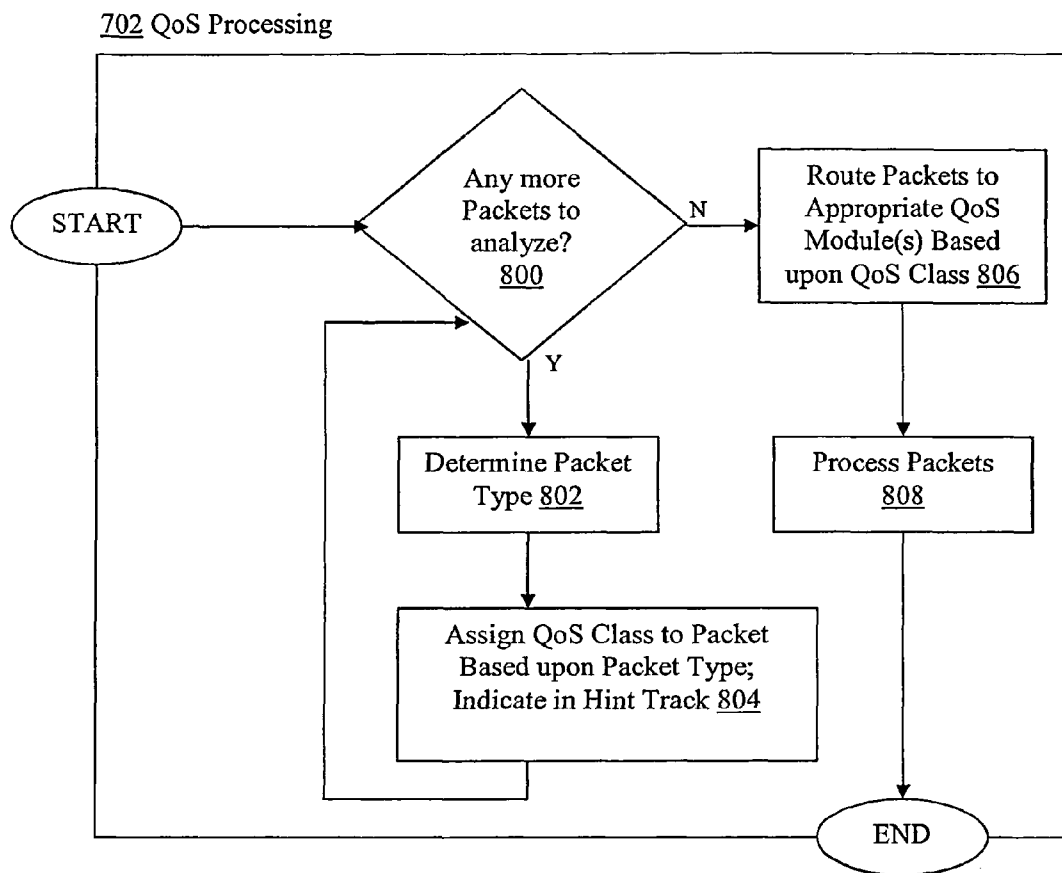 702 QoS Processing
START
Any more
Packets to
analyze?
800
N
Y
Route Packets to
Appropriate QoS
Module(s) Based
upon QoS Class 806
Determine Packet
Type 802
Process Packets
808
Assign QoS Class to Packet
Based upon Packet Type;
Indicate in Hint Track 804
END